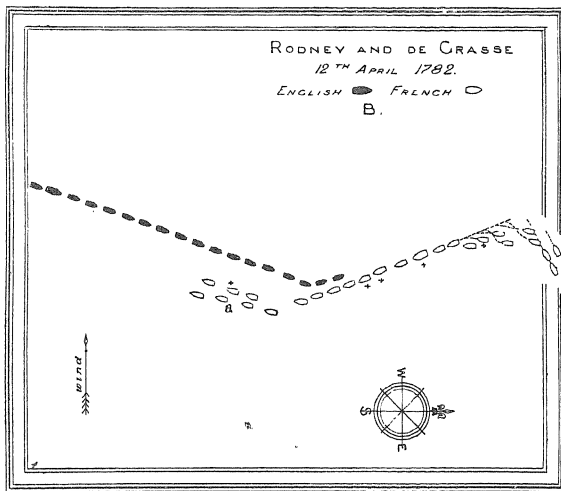 RODNEY AND DE GRASSE
12TH APRIL 1782.
ENGLISH FRENCH
B.
B
wind
W
S
E